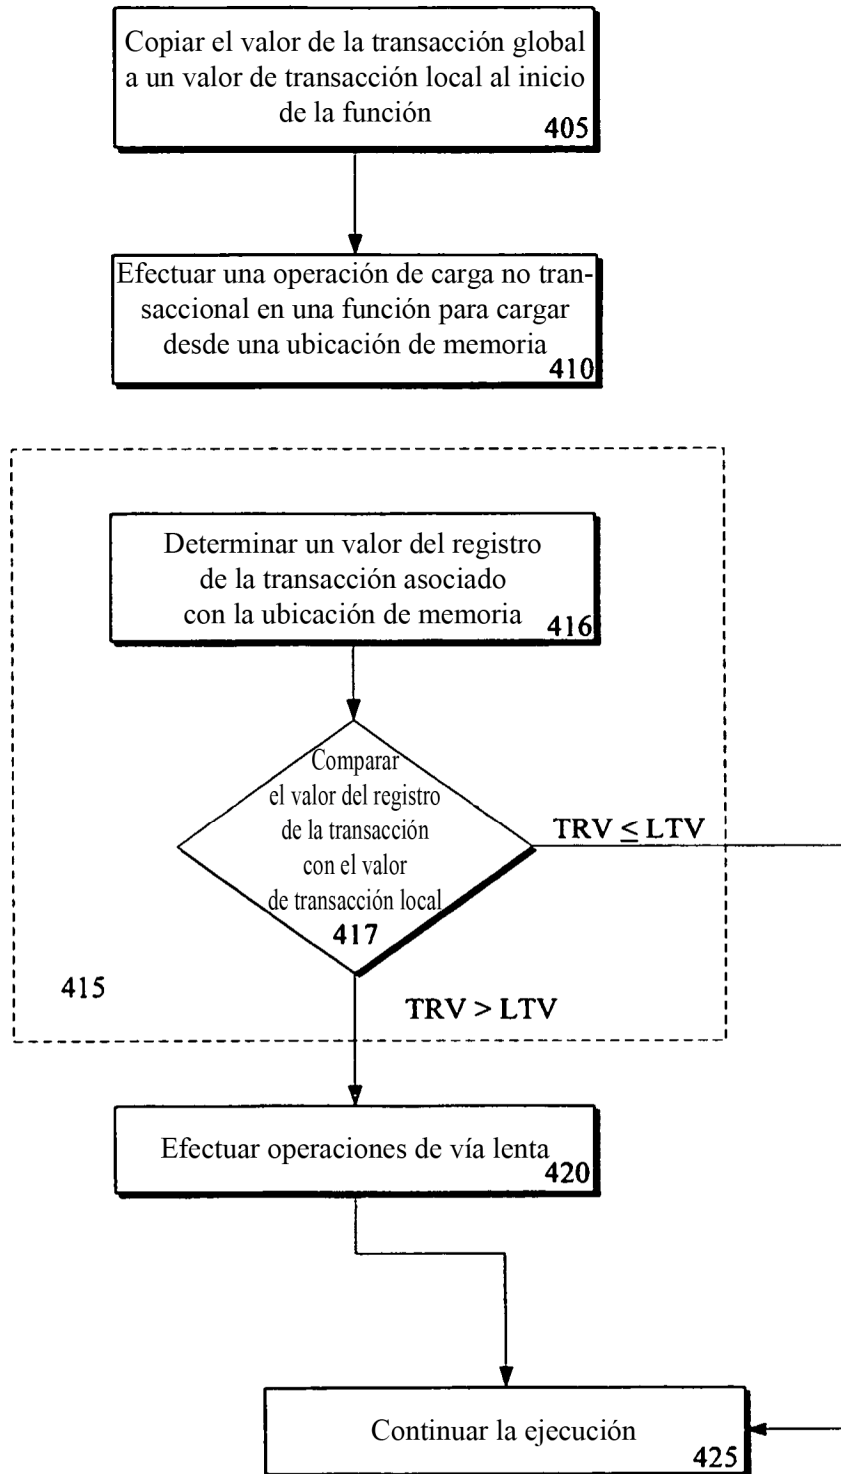 Copiar el valor de la transacción global
a un valor de transacción local al inicio
de la función
405
Efectuar una operación de carga no tran-
saccional en una función para cargar
desde una ubicación de memoria
410
Determinar un valor del registro
de la transacción asociado
con la ubicación de memoria
416
Comparar
el valor del registro
de la transacción
con el valor
de transacción local
417
TRV ≤ LTV
415
TRV > LTV
Efectuar operaciones de vía lenta
420
Continuar la ejecución
425